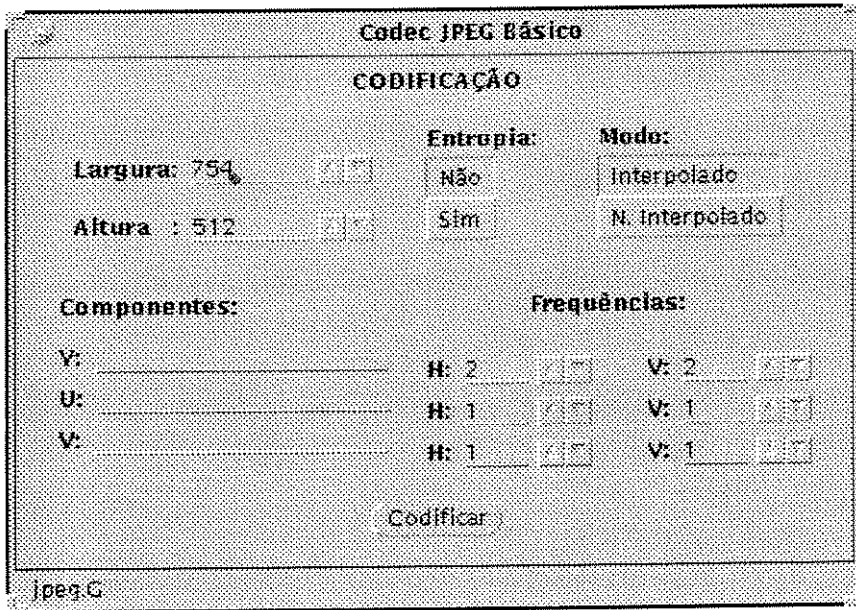 Codec JPEG Básico
CODIFICAÇÃO
Entropia: Modo:
Largura: 754 Não Interpolado
Altura : 512 Sim N. Interpolado
Componentes: Frequências:
Y: H: 2 V: 2
U: H: 1 V: 1
V: H: 1 V: 1
Codificar
jpeg.G